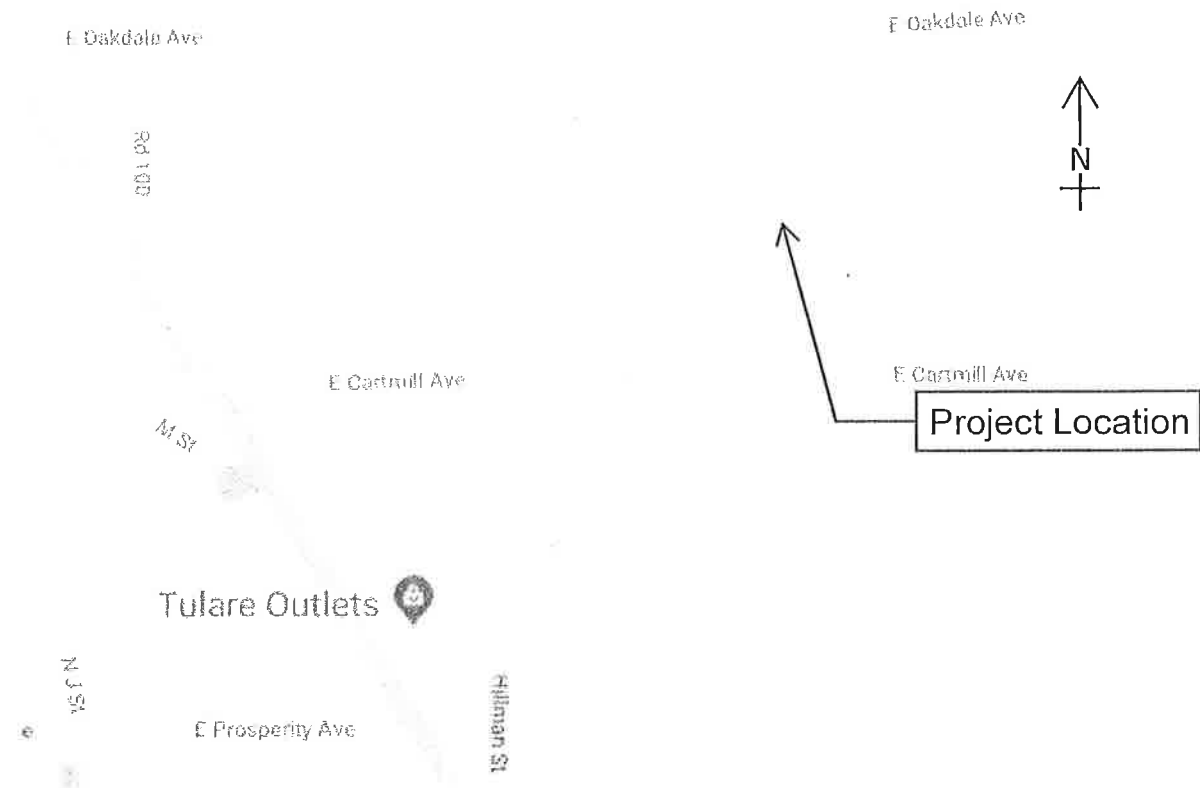 E Oakdale Ave
E Oakdale Ave
Rd 100
N
E Cartmill Ave
E Cartmill Ave
Project Location
M St
Tulare Outlets
N J St
Hillman St
e
E Prosperity Ave